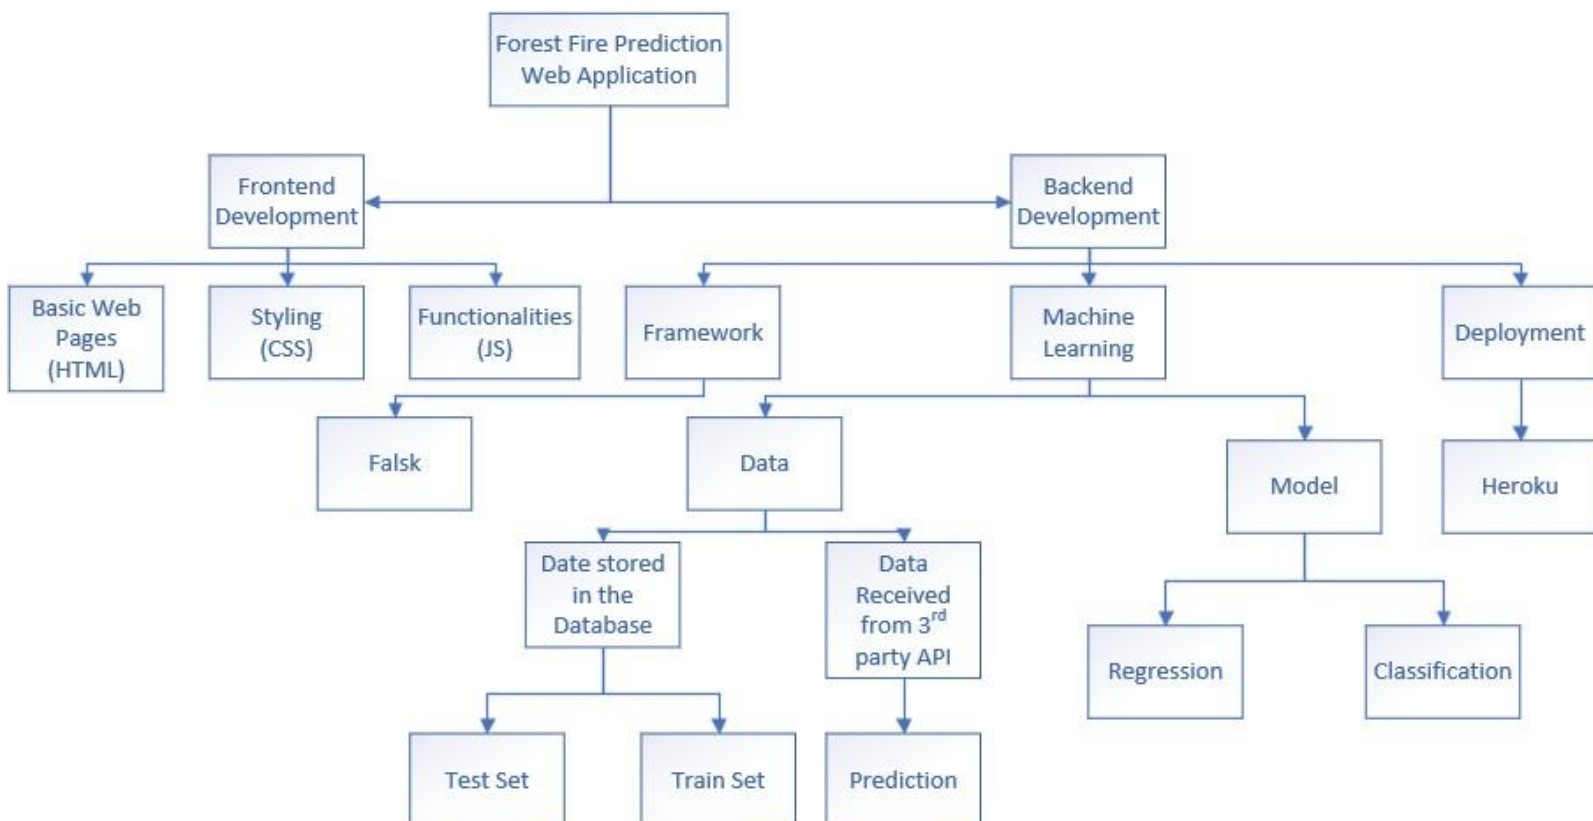 Forest Fire Prediction
Web Application
Frontend
Development
Backend
Development
Basic Web
Pages
(HTML)
Styling
(CSS)
Functionalities
(JS)
Framework
Machine
Learning
Deployment
Falsk
Data
Model
Heroku
Date stored
in the
Database
Data
Received
from 3rd
party API
Regression
Classification
Test Set
Train Set
Prediction